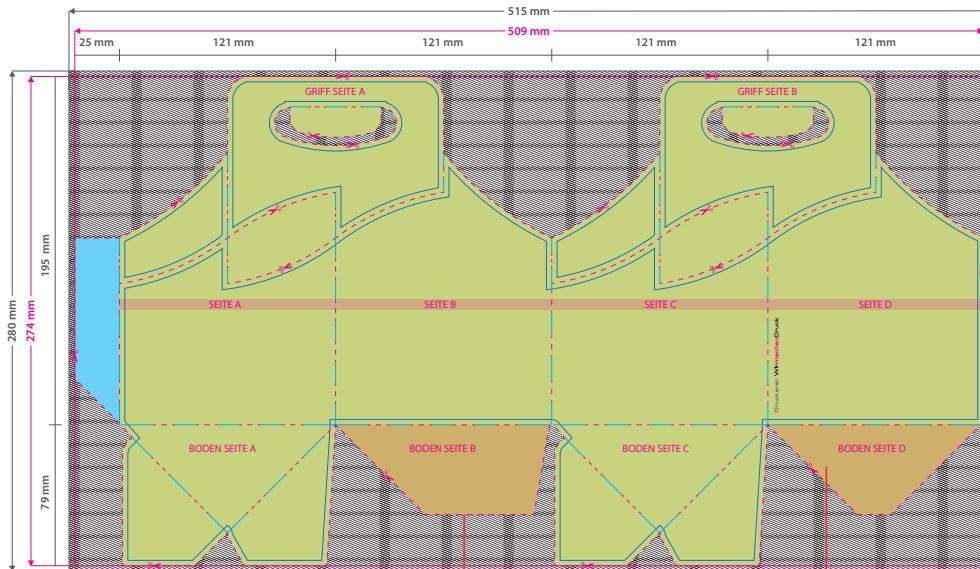 515 mm
509 mm
25 mm
121 mm
121 mm
121 mm
121 mm
GRIFF SEITE A
GRIFF SEITE B
195 mm
280 mm
274 mm
SEITE A
SEITE B
SEITE C
SEITE D
Druckerei WIRmachenDruck
BODEN SEITE A
BODEN SEITE B
BODEN SEITE C
BODEN SEITE D
79 mm